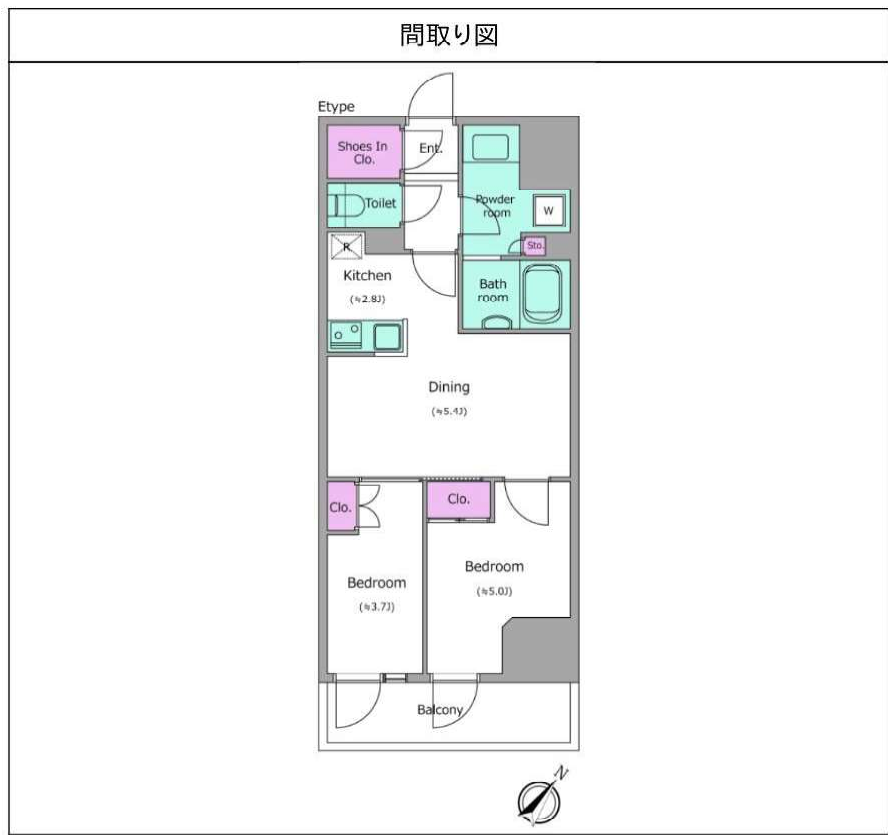 間取り図
Etype
Shoes In
Clo.
Ent.
Toilet
Powder
room
W
Sto.
R
Kitchen
(≒2.8J)
Bath
room
Dining
(≒5.4J)
Clo.
Clo.
Bedroom
(≒5.0J)
Bedroom
(≒3.7J)
Balcony
N